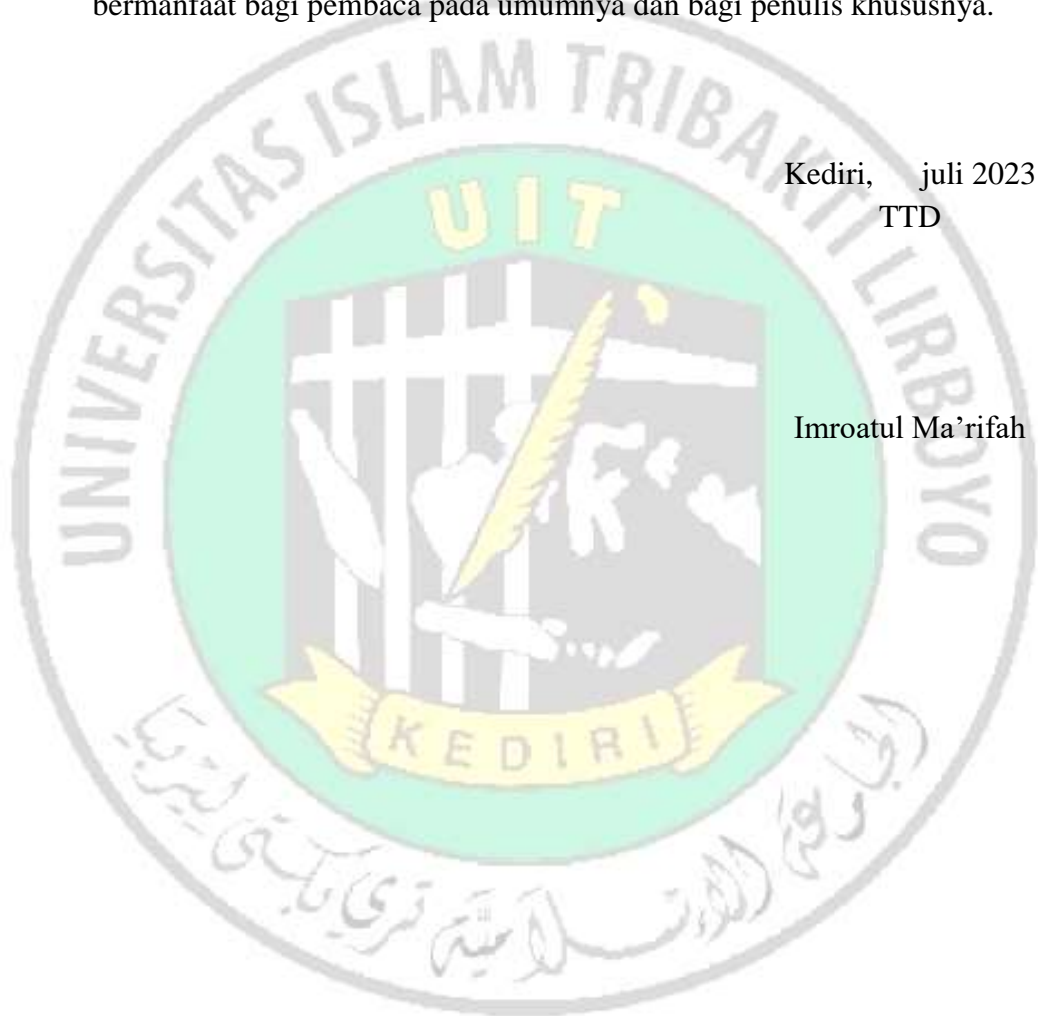 bermanfaat bagi pembaca pada umumnya dan bagi penulis khususnya.
UNIVERSITAS ISLAM TRIBAKTI LIRBOYO
Kediri, juli 2023
TTD
UIT
Imroatul Ma’rifah
KEDIRI